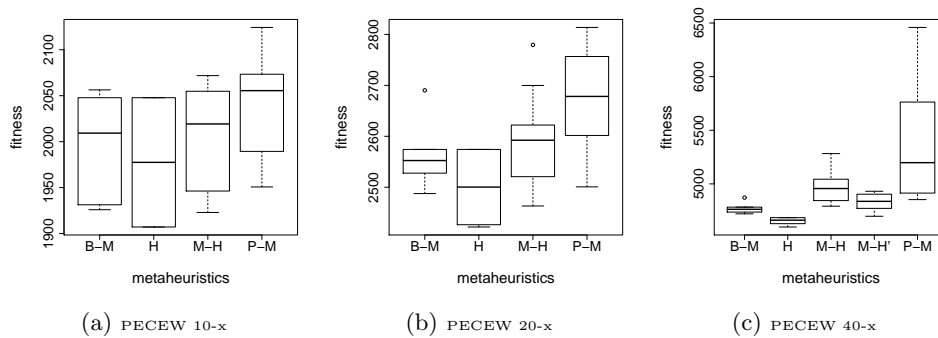 2100
2050
2000
1950
1900
fitness
B–M H M–H P–M
metaheuristics
(a) PECEW 10-x
2800
2700
2600
2500
fitness
B–M H M–H P–M
metaheuristics
(b) PECEW 20-x
6500
5500
5000
fitness
B–M H M–H M–H' P–M
metaheuristics
(c) PECEW 40-x